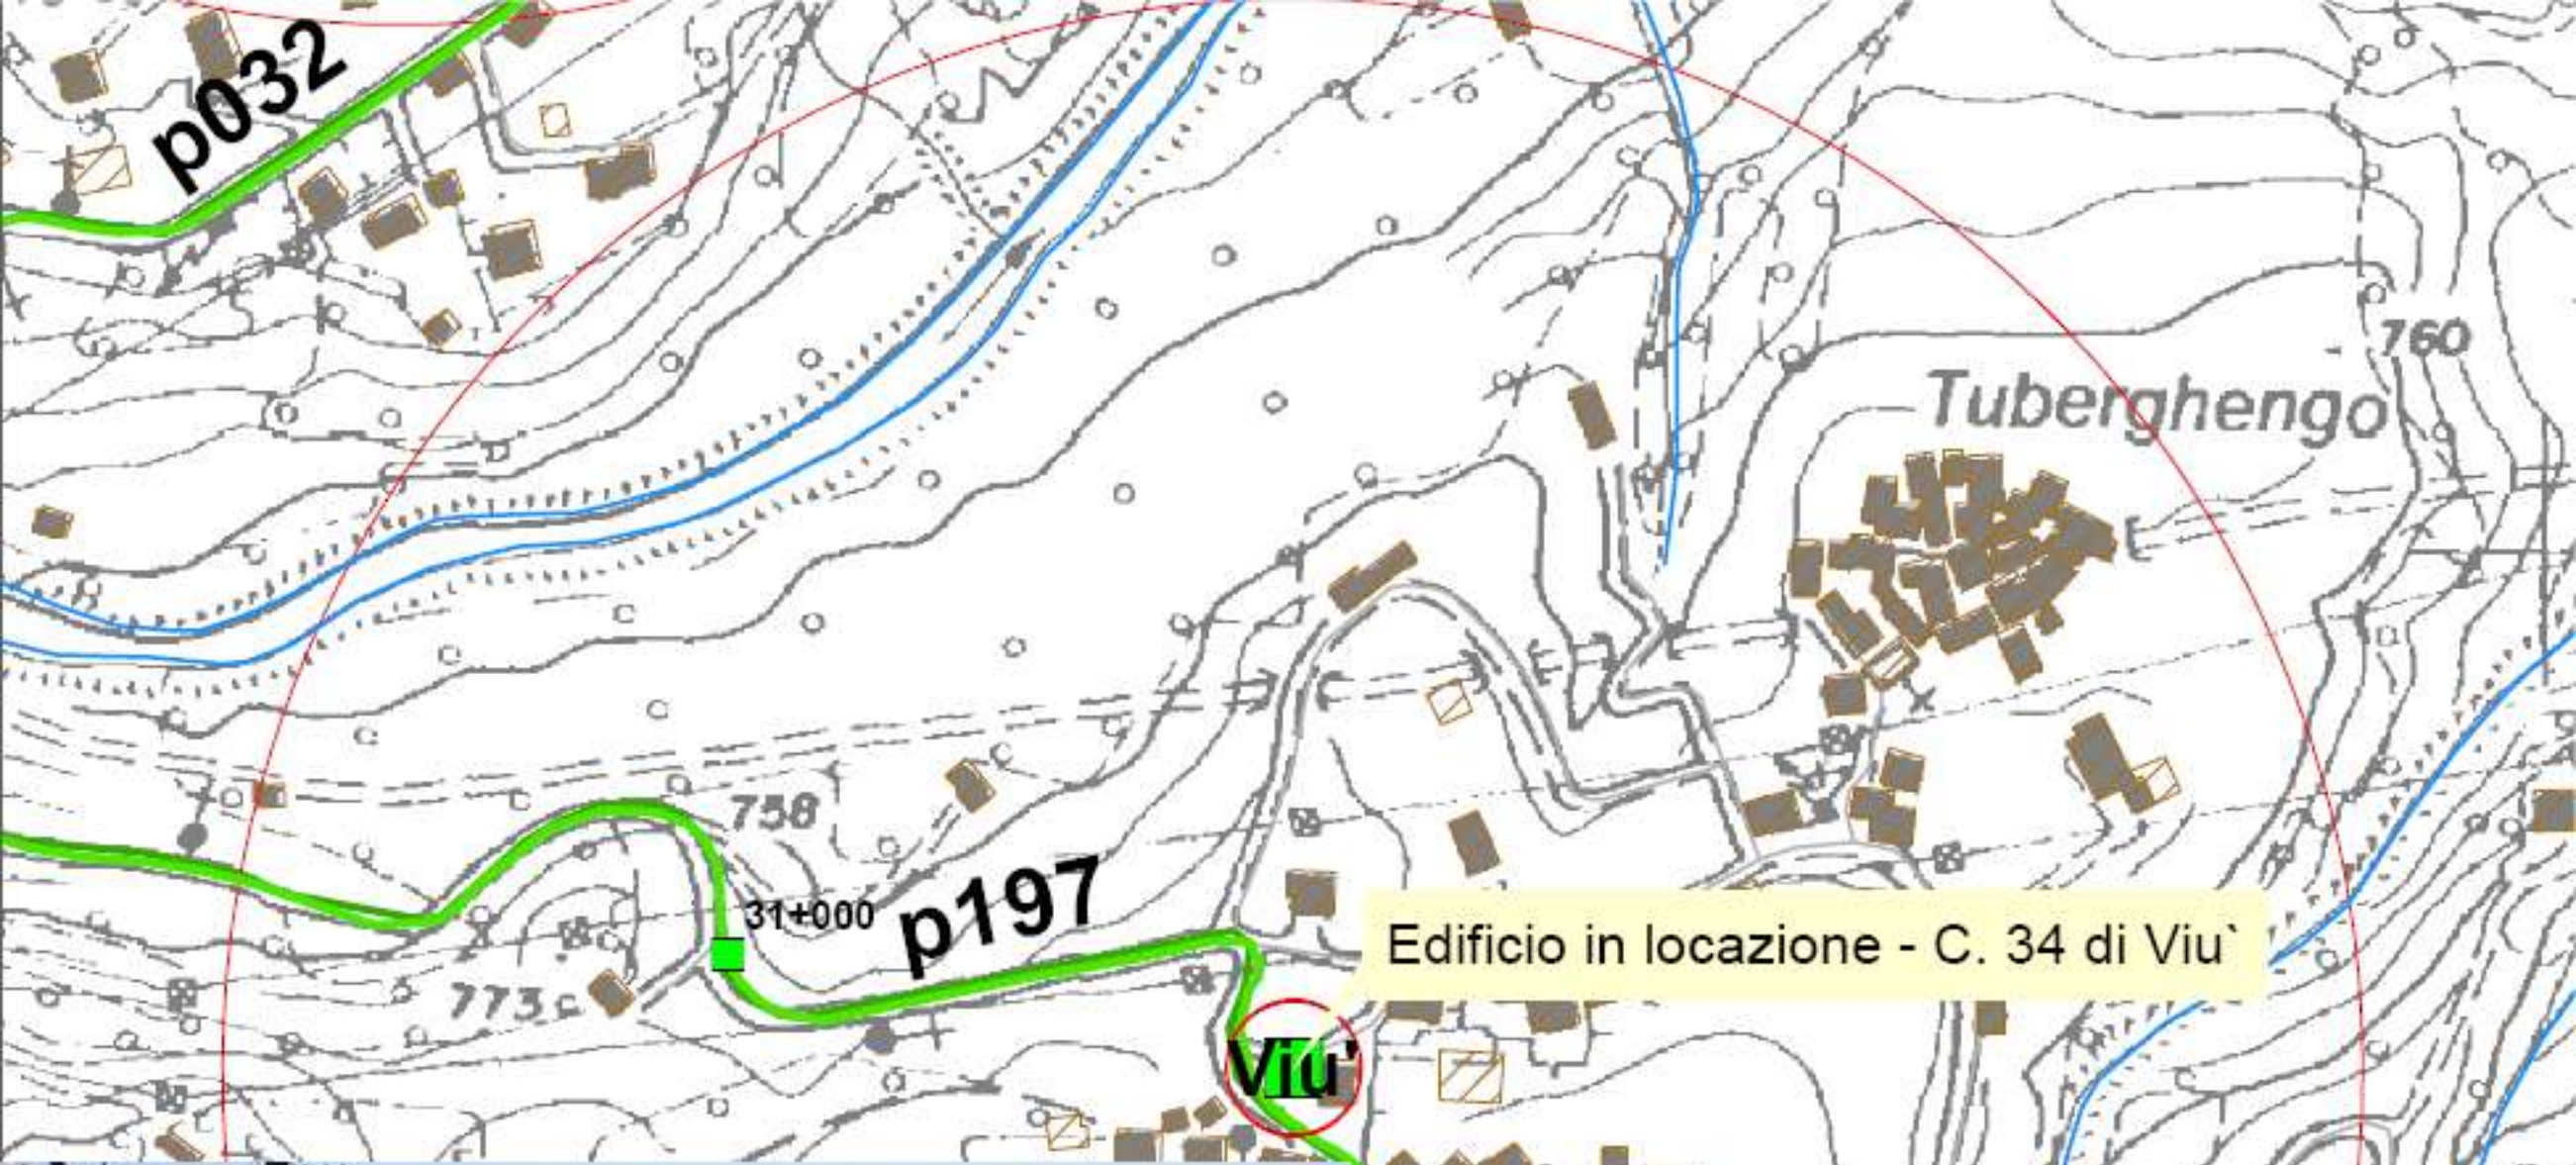 p032
760
Tuberghengo
758
31+000
p197
Edificio in locazione - C. 34 di Viu`
773
Viu'